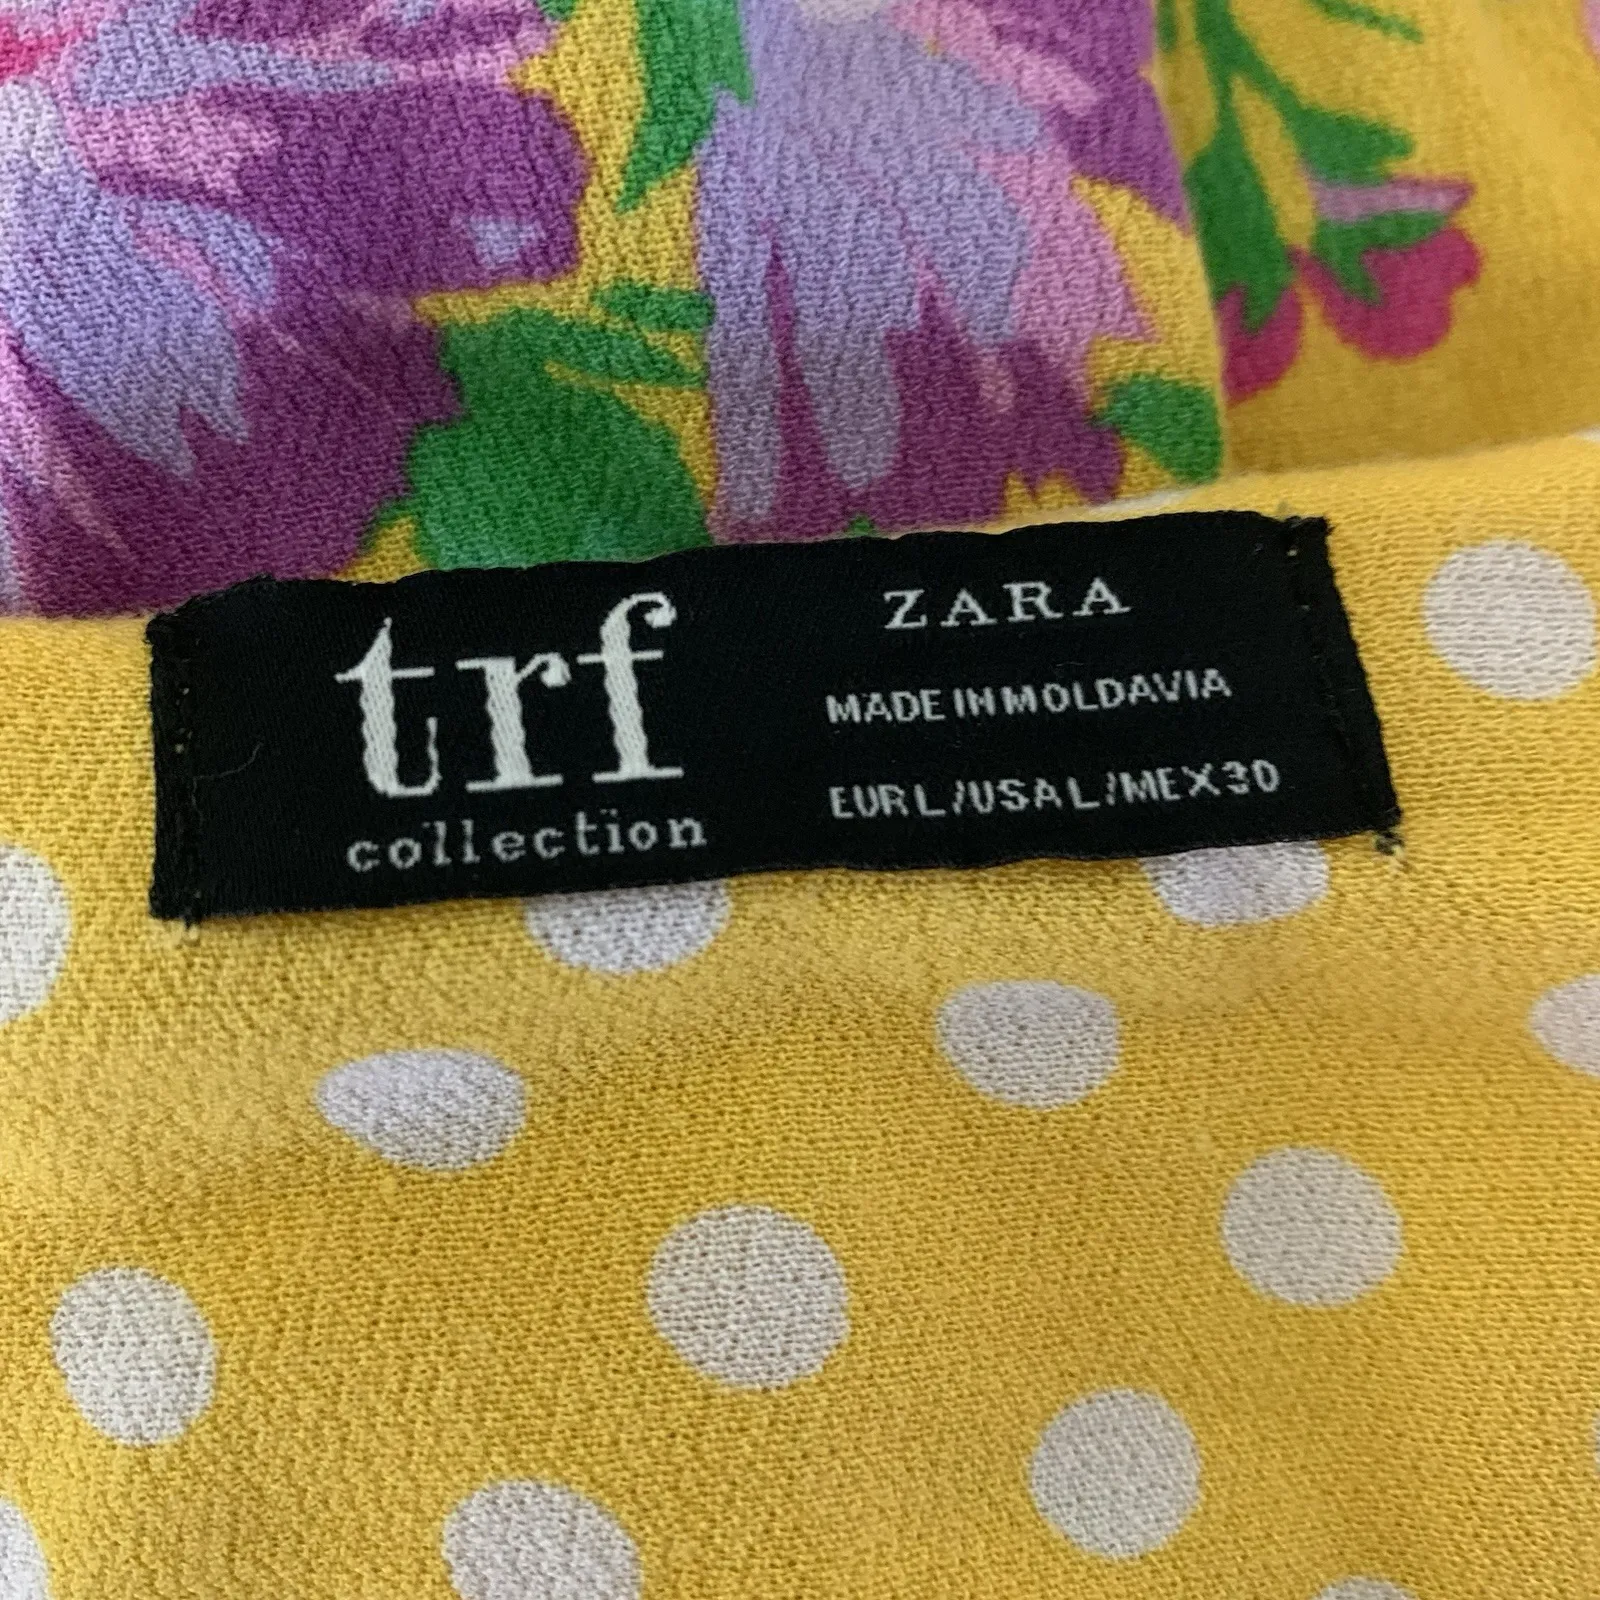 trf
collection
ZARA
MADE IN MOLDAVIA
EUR L/USA L/MEX 30